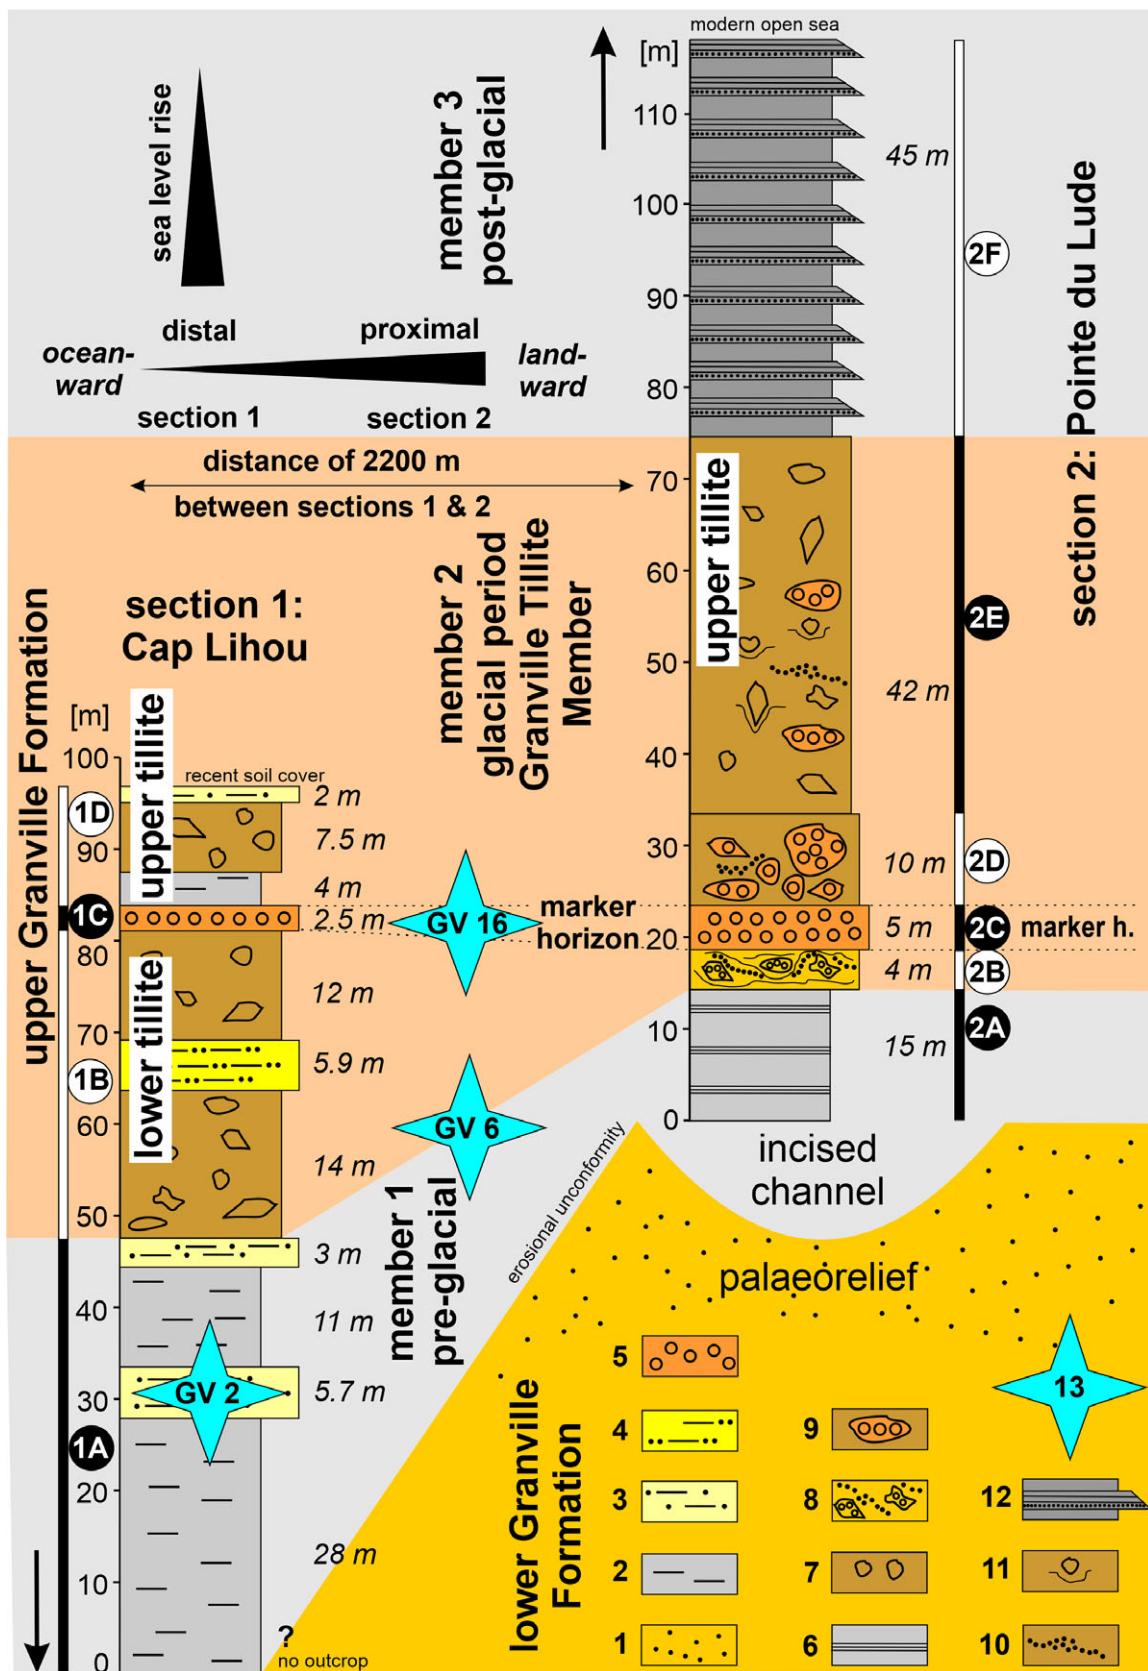 modern open sea
[m]
110
100
90
80
70
60
50
40
30
20
10
0
45 m
42 m
10 m
5 m
4 m
15 m
2F
2E
2D
2C
marker h.
2B
2A
section 2: Pointe du Lude
upper tillite
sea level rise
member 3
post-glacial
distal
proximal
ocean-
ward
land-
ward
section 1
section 2
distance of 2200 m
between sections 1 & 2
member 2
glacial period
Granville Tillite
Member
section 1:
Cap Lihou
upper Granville Formation
[m]
100
90
80
70
60
50
40
30
20
10
0
recent soil cover
upper tillite
lower tillite
1D
1C
1B
1A
2 m
7.5 m
4 m
2.5 m
12 m
5.9 m
14 m
3 m
11 m
5.7 m
28 m
?
no outcrop
GV 16
marker
horizon
GV 6
GV 2
member 1
pre-glacial
erosional unconformity
incised
channel
palaeorelief
lower Granville
Formation
5
4
3
2
1
9
8
7
6
13
12
11
10